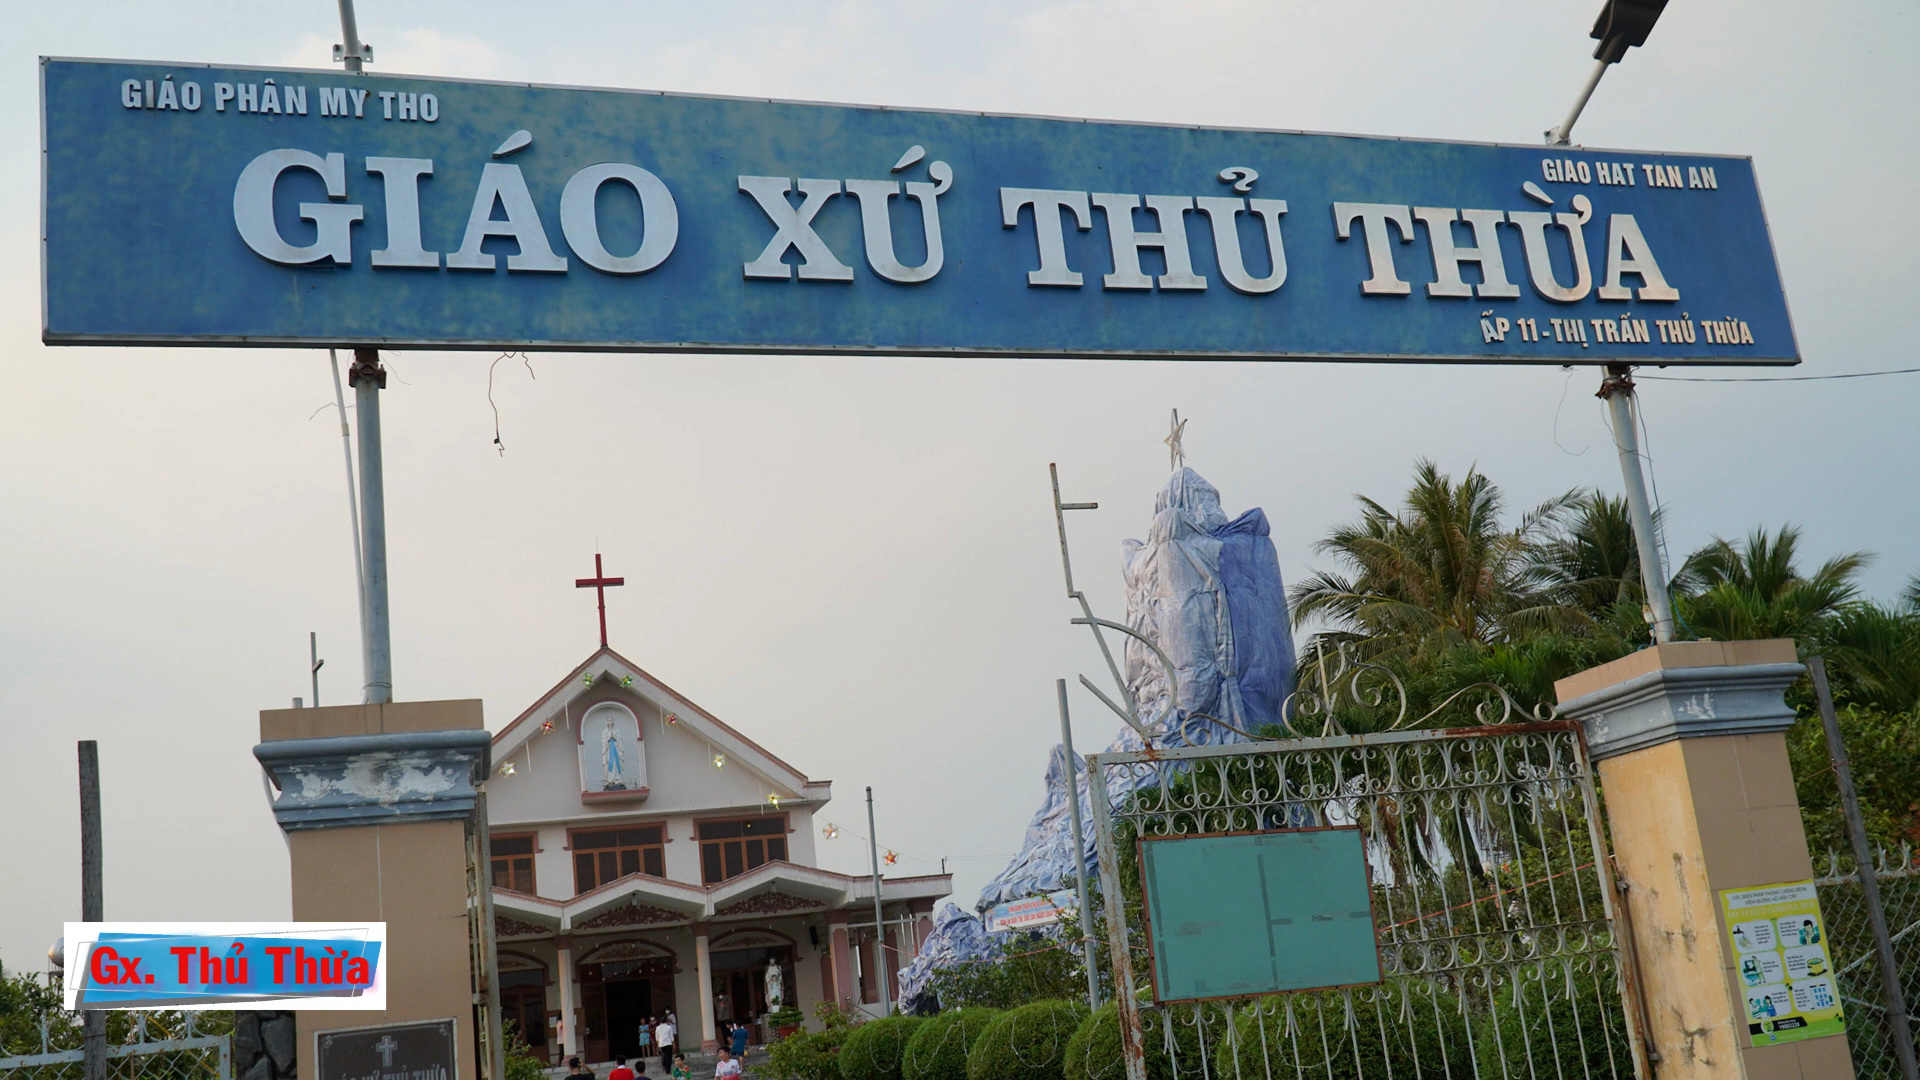 GIÁO PHẬN MY THO
GIÁO XỨ THỦ THỪA
GIÁO HAT TAN AN
ẤP 11 - THỊ TRẤN THỦ THỪA
Gx. Thủ Thừa